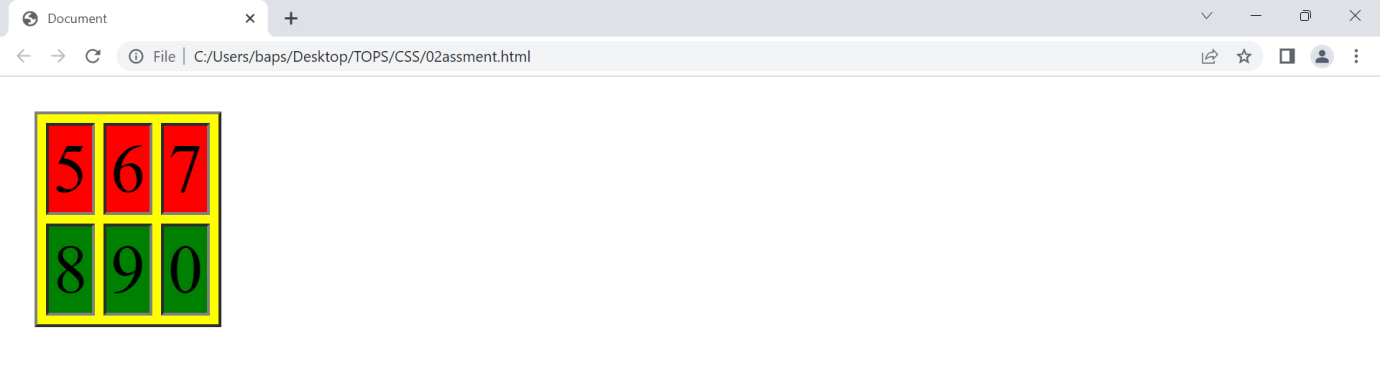 Document
File | C:/Users/baps/Desktop/TOPS/CSS/02assment.html
5 6 7
8 9 0